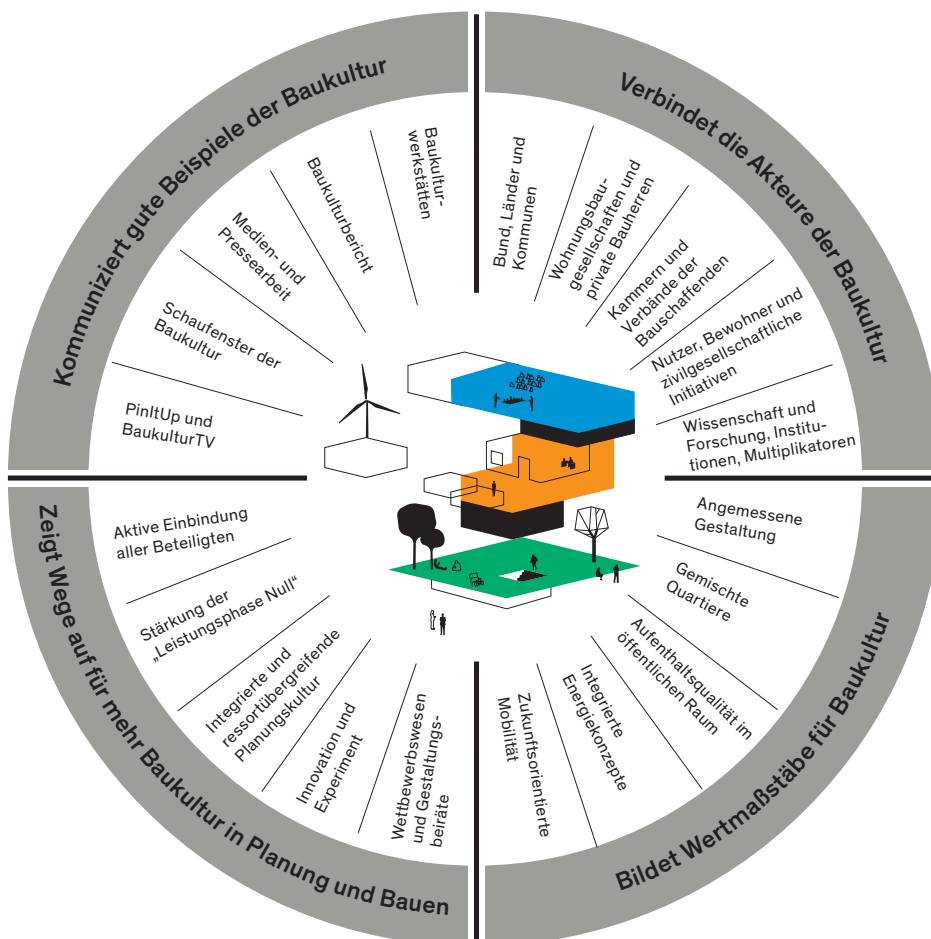 Kommuniziert gute Beispiele der Baukultur
PinItUp und
BaukulturTV
Schaufenster der
Baukultur
Medien- und
Pressearbeit
Baukulturbericht
Baukultur-
werkstätten
Verbindet die Akteure der Baukultur
Bund, Länder und
Kommunen
Wohnungsbau-
gesellschaften und
private Bauherren
Kammern und
Verbände der
Bauschaffenden
Nutzer, Bewohner und
zivilgesellschaftliche
Initiativen
Wissenschaft und
Forschung, Institu-
tionen, Multiplikatoren
Bildet Wertmaßstäbe für Baukultur
Angemessene
Gestaltung
Gemischte
Quartiere
Aufenthaltsqualität im
öffentlichen Raum
Integrierte
Energiekonzepte
Zukunftsorientierte
Mobilität
Zeigt Wege auf für mehr Baukultur in Planung und Bauen
Aktive Einbindung
aller Beteiligten
Stärkung der
„Leistungsphase Null“
Integrierte und
ressortübergreifende
Planungskultur
Innovation und
Experiment
Wettbewerbswesen
und Gestaltungs-
beiräte